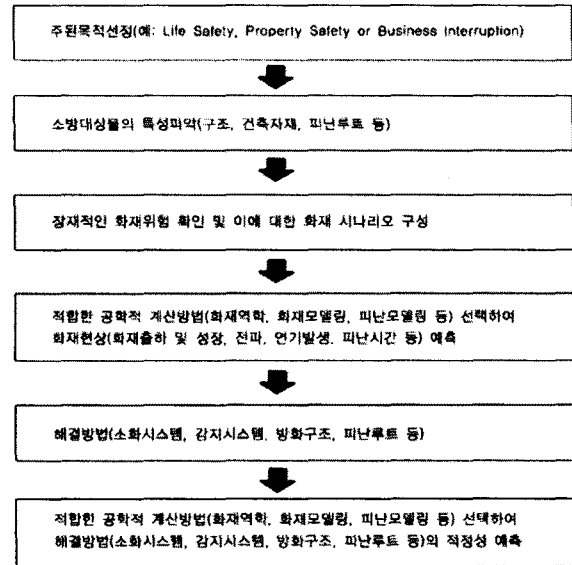 주된목적선정(예: Life Safety, Property Safety or Business Interruption)
소방대상물의 특성파악(구조, 건축자재, 피난루트 등)
잠재적인 화재위험 확인 및 이에 대한 화재 시나리오 구성
적합한 공학적 계산방법(화재역학, 화재모델링, 피난모델링 등) 선택하여
화재현상(화재출하 및 성장, 전파, 연기발생, 피난시간 등) 예측
해결방법(소화시스템, 감지시스템, 방화구조, 피난루트 등)
적합한 공학적 계산방법(화재역학, 화재모델링, 피난모델링 등) 선택하여
해결방법(소화시스템, 감지시스템, 방화구조, 피난루트 등)의 적정성 예측